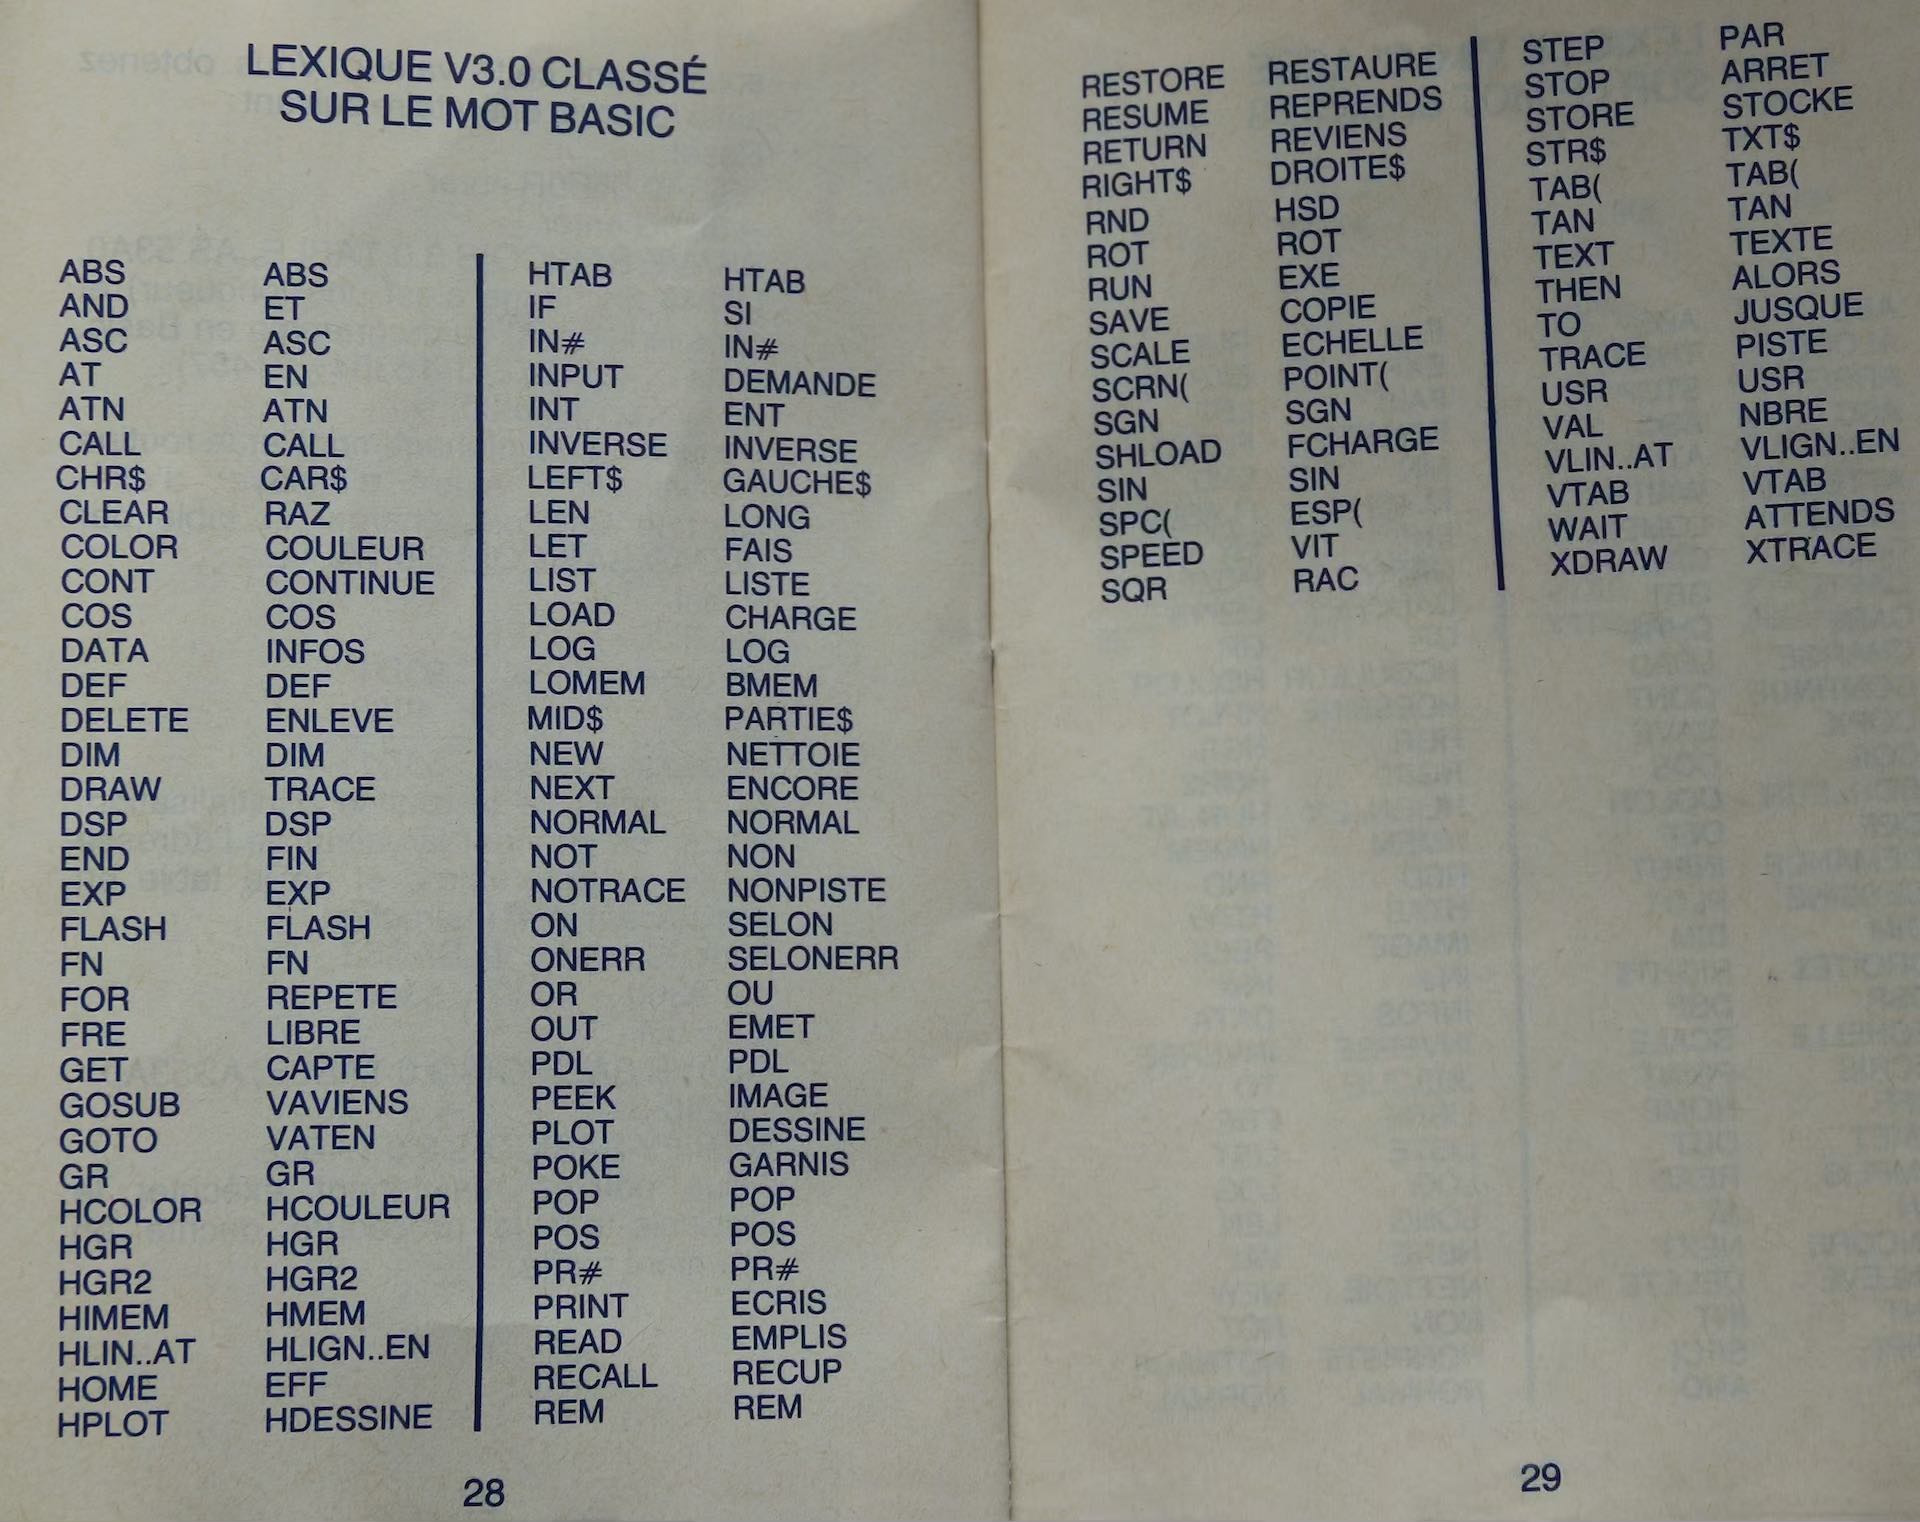 LEXIQUE V3.0 CLASSÉ
SUR LE MOT BASIC
ABS ABS
AND ET
ASC ASC
AT EN
ATN ATN
CALL CALL
CHR$ CAR$
CLEAR RAZ
COLOR COULEUR
CONT CONTINUE
COS COS
DATA INFOS
DEF DEF
DELETE ENLEVE
DIM DIM
DRAW TRACE
DSP DSP
END FIN
EXP EXP
FLASH FLASH
FN FN
FOR REPETE
FRE LIBRE
GET CAPTE
GOSUB VAVIENS
GOTO VATEN
GR GR
HCOLOR HCOULEUR
HGR HGR
HGR2 HGR2
HIMEM HMEM
HLIN..AT HLIGN..EN
HOME EFF
HPLOT HDESSINE
HTAB HTAB
IF SI
IN# IN#
INPUT DEMANDE
INT ENT
INVERSE INVERSE
LEFT$ GAUCHE$
LEN LONG
LET FAIS
LIST LISTE
LOAD CHARGE
LOG LOG
LOMEM BMEM
MID$ PARTIE$
NEW NETTOIE
NEXT ENCORE
NORMAL NORMAL
NOT NON
NOTRACE NONPISTE
ON SELON
ONERR SELONERR
OR OU
OUT EMET
PDL PDL
PEEK IMAGE
PLOT DESSINE
POKE GARNIS
POP POP
POS POS
PR# PR#
PRINT ECRIS
READ EMPLIS
RECALL RECUP
REM REM
28
RESTORE RESTAURE
RESUME REPRENDS
RETURN REVIENS
RIGHT$ DROITE$
RND HSD
ROT ROT
RUN EXE
SAVE COPIE
SCALE ECHELLE
SCRN( POINT(
SGN SGN
SHLOAD FCHARGE
SIN SIN
SPC( ESP(
SPEED VIT
SQR RAC
STEP PAR
STOP ARRET
STORE STOCKE
STR$ TXT$
TAB( TAB(
TAN TAN
TEXT TEXTE
THEN ALORS
TO JUSQUE
TRACE PISTE
USR USR
VAL NBRE
VLIN..AT VLIGN..EN
VTAB VTAB
WAIT ATTENDS
XDRAW XTRACE
29